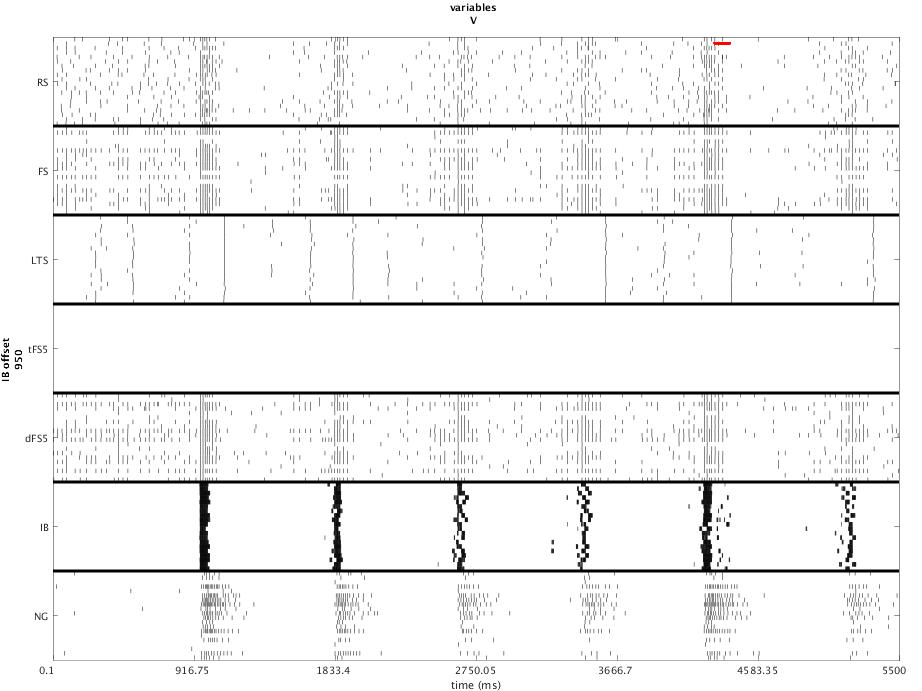 variables
V
RS
FS
LTS
tFS5
dFS5
IB
NG
IB offset
950
0.1 916.75 1833.4 2750.05 3666.7 4583.35 5500
time (ms)